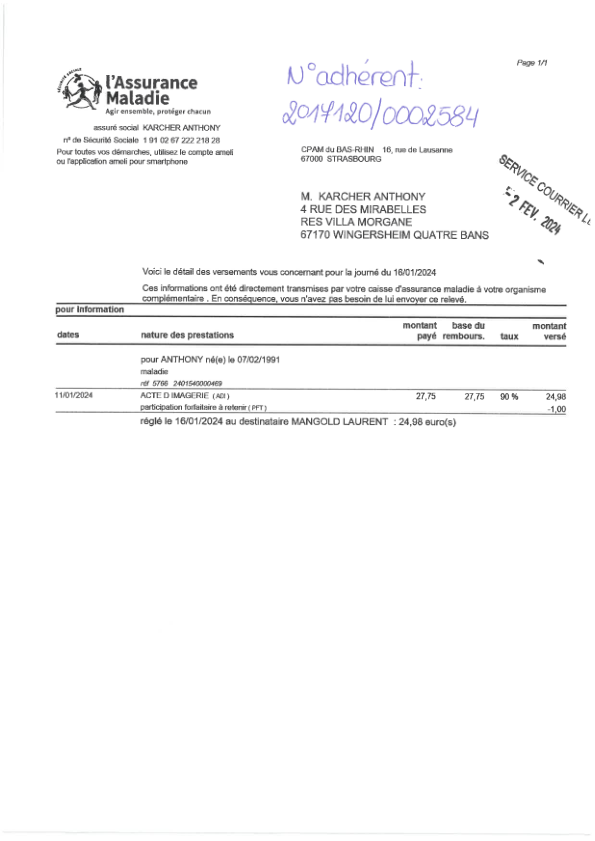 Page 1/1
N° adhérent:
2017120/0002584
SÉCURITÉ SOCIALE
l'Assurance
Maladie
Agir ensemble, protéger chacun
assuré social KARCHER ANTHONY
n° de Sécurité Sociale 1 91 02 67 222 218 28
Pour toutes vos démarches, utilisez le compte ameli
ou l'application ameli pour smartphone
CPAM du BAS-RHIN 16, rue de Lausanne
67000 STRASBOURG
SERVICE COURRIER
- 2 FEV. 2024
M. KARCHER ANTHONY
4 RUE DES MIRABELLES
RES VILLA MORGANE
67170 WINGERSHEIM QUATRE BANS
Voici le détail des versements vous concernant pour la journée du 16/01/2024
Ces informations ont été directement transmises par votre caisse d'assurance maladie à votre organisme
complémentaire . En conséquence, vous n'avez pas besoin de lui envoyer ce relevé.
pour information
dates nature des prestations montant payé base du rembours. taux montant versé
pour ANTHONY né(e) le 07/02/1991
maladie
réf 5766 2401540000469
11/01/2024 ACTE D IMAGERIE (ADI) 27,75 27,75 90 % 24,98
participation forfaitaire à retenir (PFT) -1,00
réglé le 16/01/2024 au destinataire MANGOLD LAURENT : 24,98 euro(s)